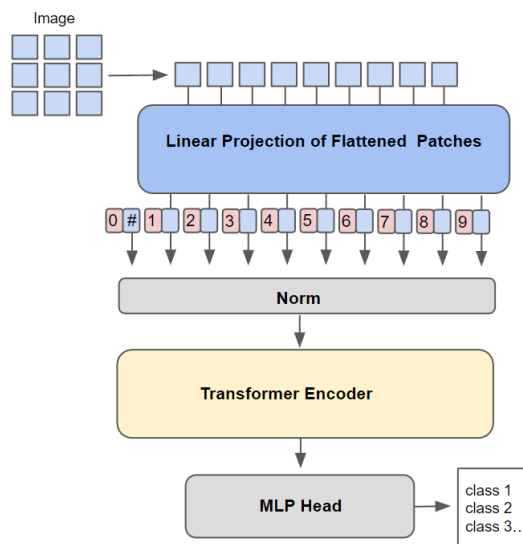 Image
Linear Projection of Flattened Patches
0 # 1 2 3 4 5 6 7 8 9
Norm
Transformer Encoder
MLP Head
class 1
class 2
class 3..